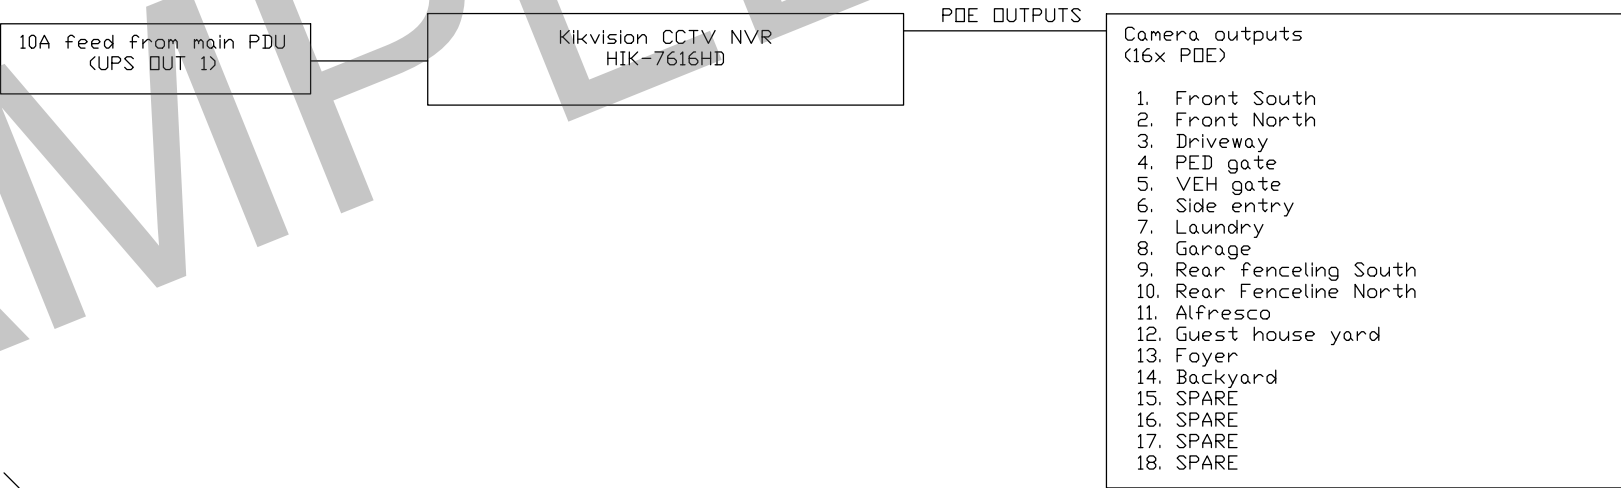 10A feed from main PDU
(UPS OUT 1)
Kikvision CCTV NVR
HIK-7616HD
POE OUTPUTS
Camera outputs
(16x POE)
1. Front South
2. Front North
3. Driveway
4. PED gate
5. VEH gate
6. Side entry
7. Laundry
8. Garage
9. Rear fenceling South
10. Rear Fenceline North
11. Alfresco
12. Guest house yard
13. Foyer
14. Backyard
15. SPARE
16. SPARE
17. SPARE
18. SPARE